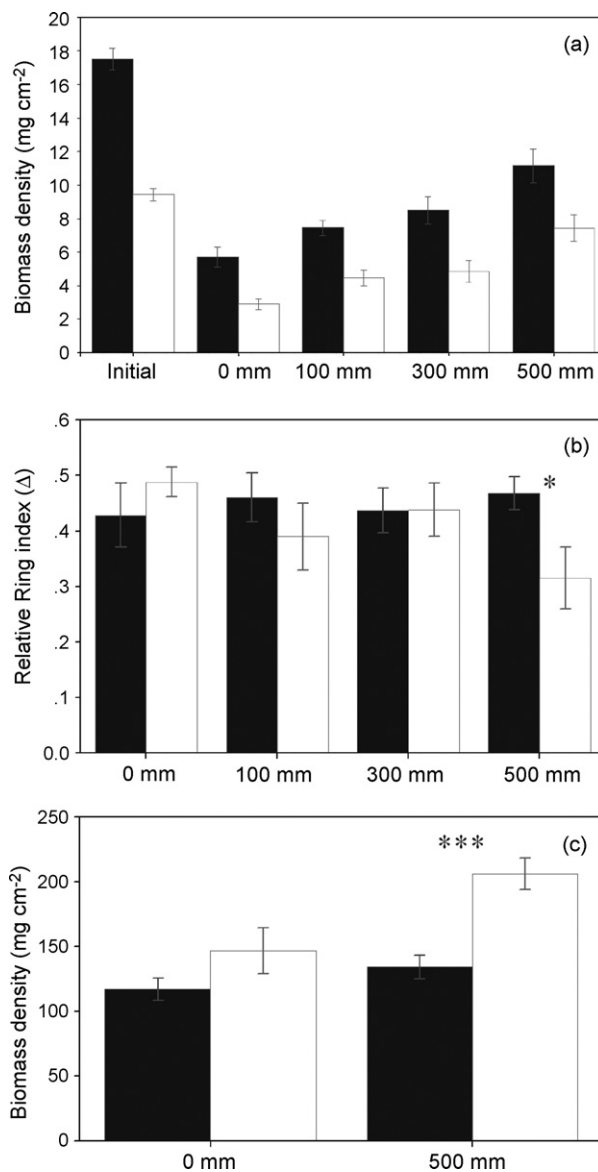 20
18
16
14
12
10
8
6
4
2
0
Biomass density (mg cm-2)
(a)
Initial 0 mm 100 mm 300 mm 500 mm
.6
.5
.4
.3
.2
.1
0.0
Relative Ring index (Δ)
(b)
*
0 mm 100 mm 300 mm 500 mm
250
200
150
100
50
0
Biomass density (mg cm-2)
(c)
***
0 mm 500 mm